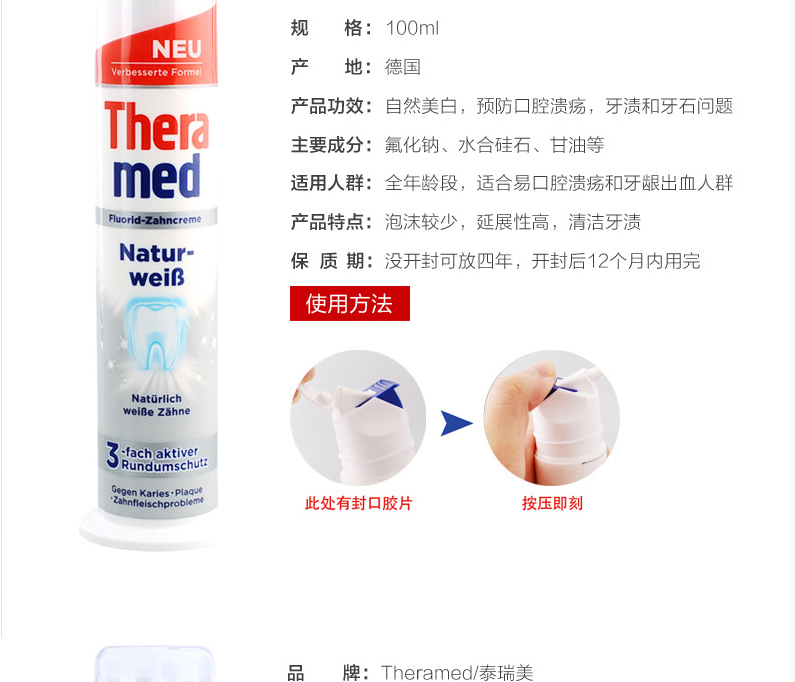 NEU
Verbesserte Formel
Thera
med
Fluorid-Zahncreme
Natur-
weiß
Natürlich
weiße Zähne
3-fach aktiver
Rundumschutz
Gegen Karies·Plaque
·Zahnfleischprobleme
规 格：100ml
产 地：德国
产品功效：自然美白，预防口腔溃疡，牙渍和牙石问题
主要成分：氟化钠、水合硅石、甘油等
适用人群：全年龄段，适合易口腔溃疡和牙龈出血人群
产品特点：泡沫较少，延展性高，清洁牙渍
保 质 期：没开封可放四年，开封后12个月内用完
使用方法
此处有封口胶片
按压即刻
品 牌：Theramed/泰瑞美